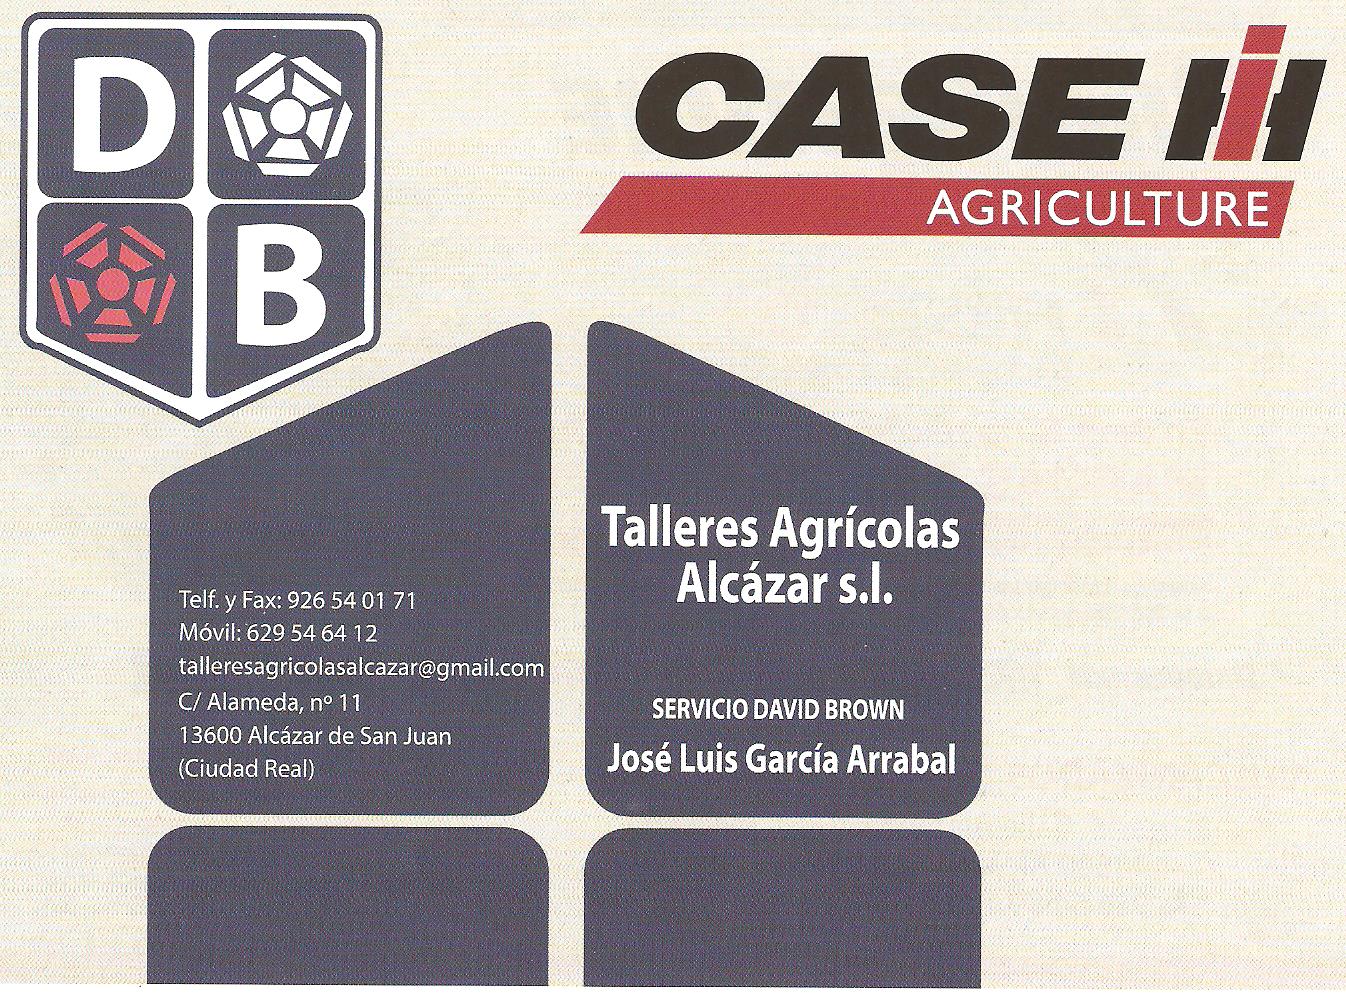 D
B
CASE IH
AGRICULTURE
Telf. y Fax: 926 54 01 71
Móvil: 629 54 64 12
talleresagricolasalcazar@gmail.com
C/ Alameda, nº 11
13600 Alcázar de San Juan
(Ciudad Real)
Talleres Agrícolas
Alcázar s.l.
SERVICIO DAVID BROWN
José Luis García Arrabal